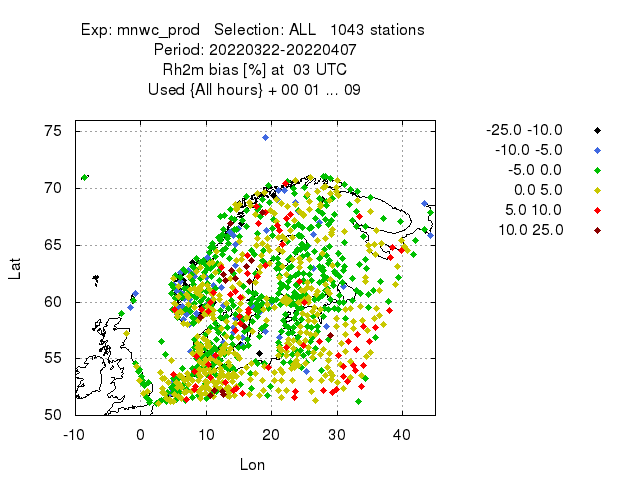 Exp: mnwc_prod   Selection: ALL   1043 stations
Period: 20220322-20220407
Rh2m bias [%] at  03 UTC
Used {All hours} + 00 01 ... 09
-25.0 -10.0
-10.0 -5.0
-5.0 0.0
0.0 5.0
5.0 10.0
10.0 25.0
75
70
65
60
55
50
Lat
-10 0 10 20 30 40
Lon